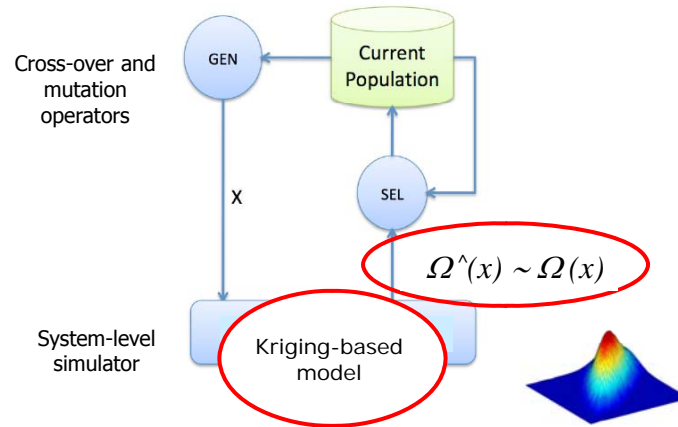 Cross-over and
mutation
operators
GEN
Current
Population
X
SEL
Ω^(x) ~ Ω(x)
System-level
simulator
Kriging-based
model